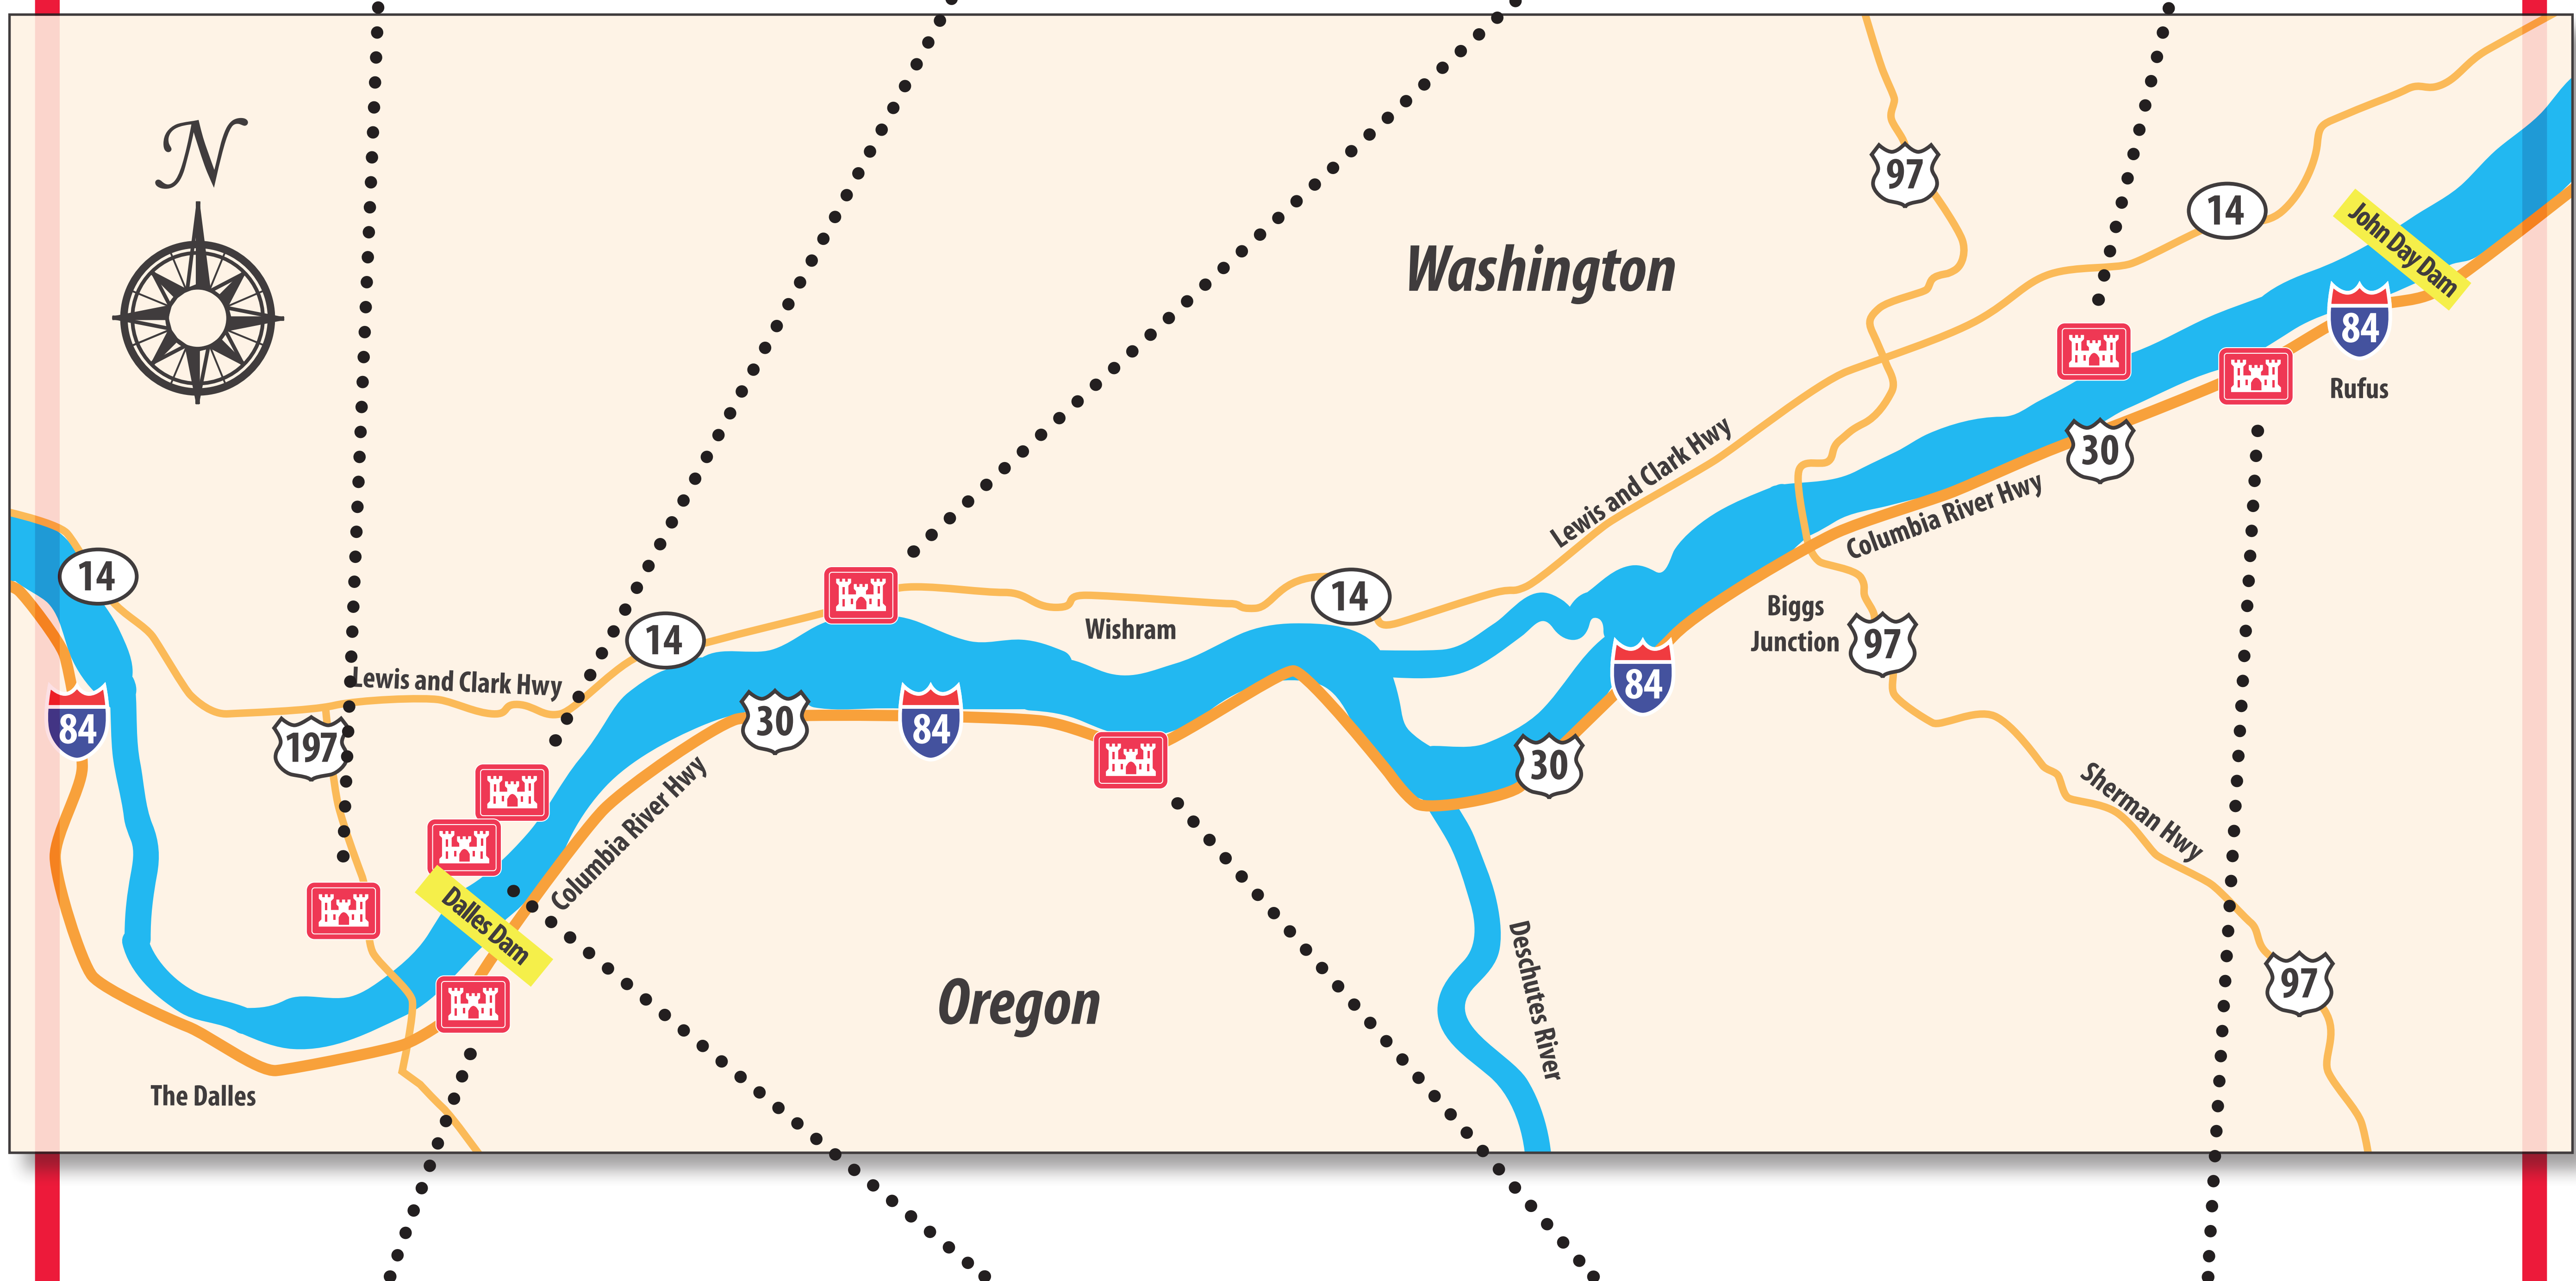 N
97
14
John Day Dam
Washington
84
Rufus
Lewis and Clark Hwy
30
Columbia River Hwy
14
14
Wishram
14
Biggs
Junction
97
84
Lewis and Clark Hwy
84
197
30
84
30
Columbia River Hwy
Sherman Hwy
Dalles Dam
Deschutes River
Oregon
97
The Dalles